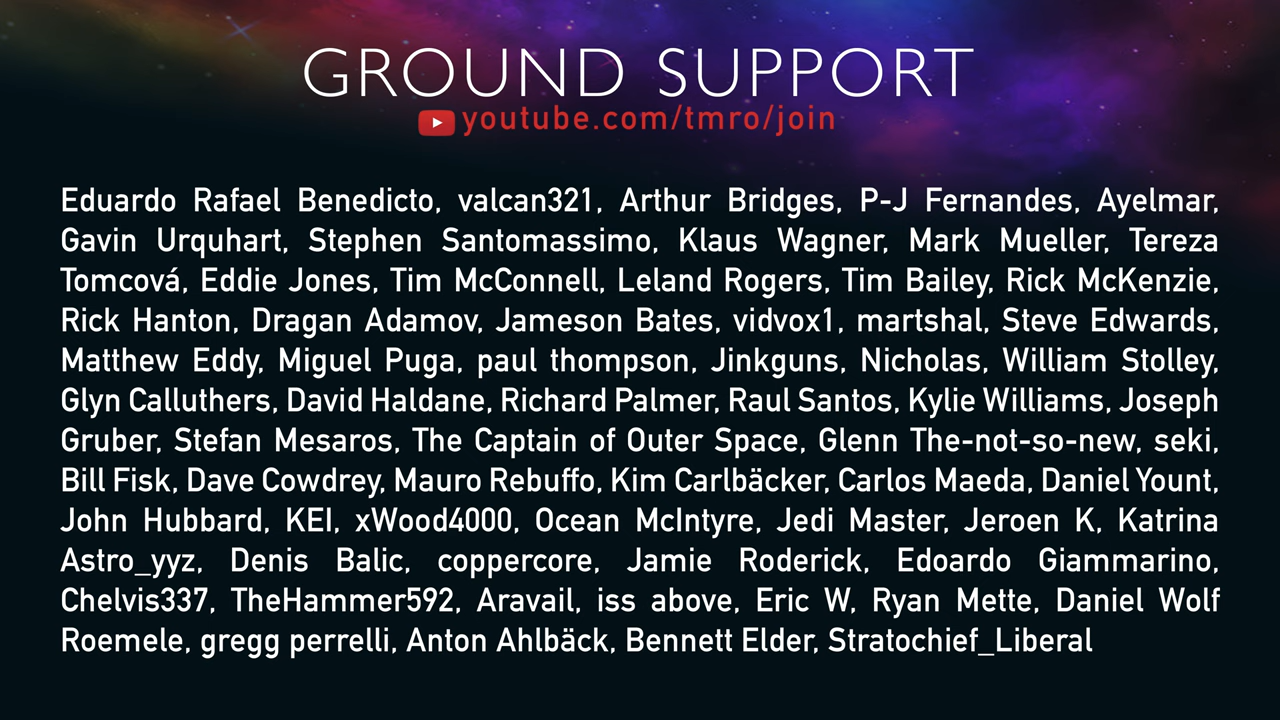 GROUND SUPPORT
youtube.com/tmro/join
Eduardo Rafael Benedicto, valcan321, Arthur Bridges, P-J Fernandes, Ayelmar,
Gavin Urquhart, Stephen Santomassimo, Klaus Wagner, Mark Mueller, Tereza
Tomcová, Eddie Jones, Tim McConnell, Leland Rogers, Tim Bailey, Rick McKenzie,
Rick Hanton, Dragan Adamov, Jameson Bates, vidvox1, martshal, Steve Edwards,
Matthew Eddy, Miguel Puga, paul thompson, Jinkguns, Nicholas, William Stolley,
Glyn Calluthers, David Haldane, Richard Palmer, Raul Santos, Kylie Williams, Joseph
Gruber, Stefan Mesaros, The Captain of Outer Space, Glenn The-not-so-new, seki,
Bill Fisk, Dave Cowdrey, Mauro Rebuffo, Kim Carlbäcker, Carlos Maeda, Daniel Yount,
John Hubbard, KEI, xWood4000, Ocean McIntyre, Jedi Master, Jeroen K, Katrina
Astro_yyz, Denis Balic, coppercore, Jamie Roderick, Edoardo Giammarino,
Chelvis337, TheHammer592, Aravail, iss above, Eric W, Ryan Mette, Daniel Wolf
Roemele, gregg perrelli, Anton Ahlbäck, Bennett Elder, Stratochief_Liberal